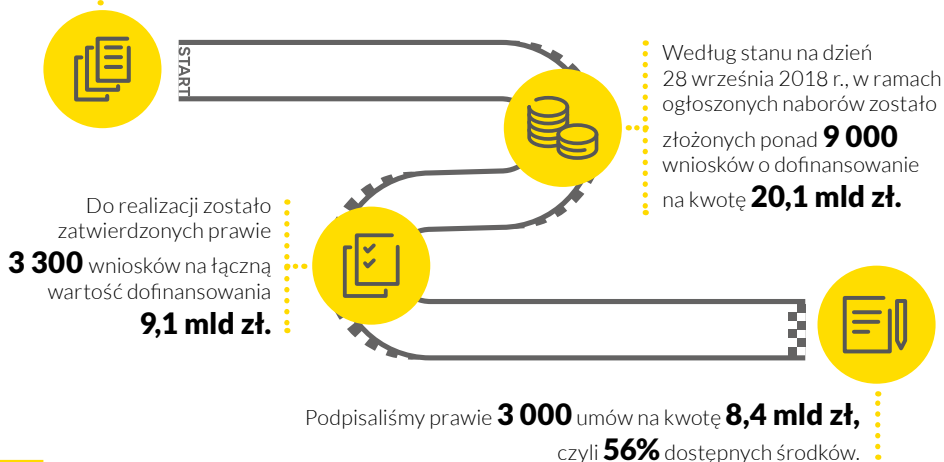 START
Według stanu na dzień
28 września 2018 r., w ramach
ogłoszonych naborów zostało
złożonych ponad 9 000
wniosków o dofinansowanie
na kwotę 20,1 mld zł.
Do realizacji zostało
zatwierdzonych prawie
3 300 wniosków na łączną
wartość dofinansowania
9,1 mld zł.
Podpisaliśmy prawie 3 000 umów na kwotę 8,4 mld zł,
czyli 56% dostępnych środków.